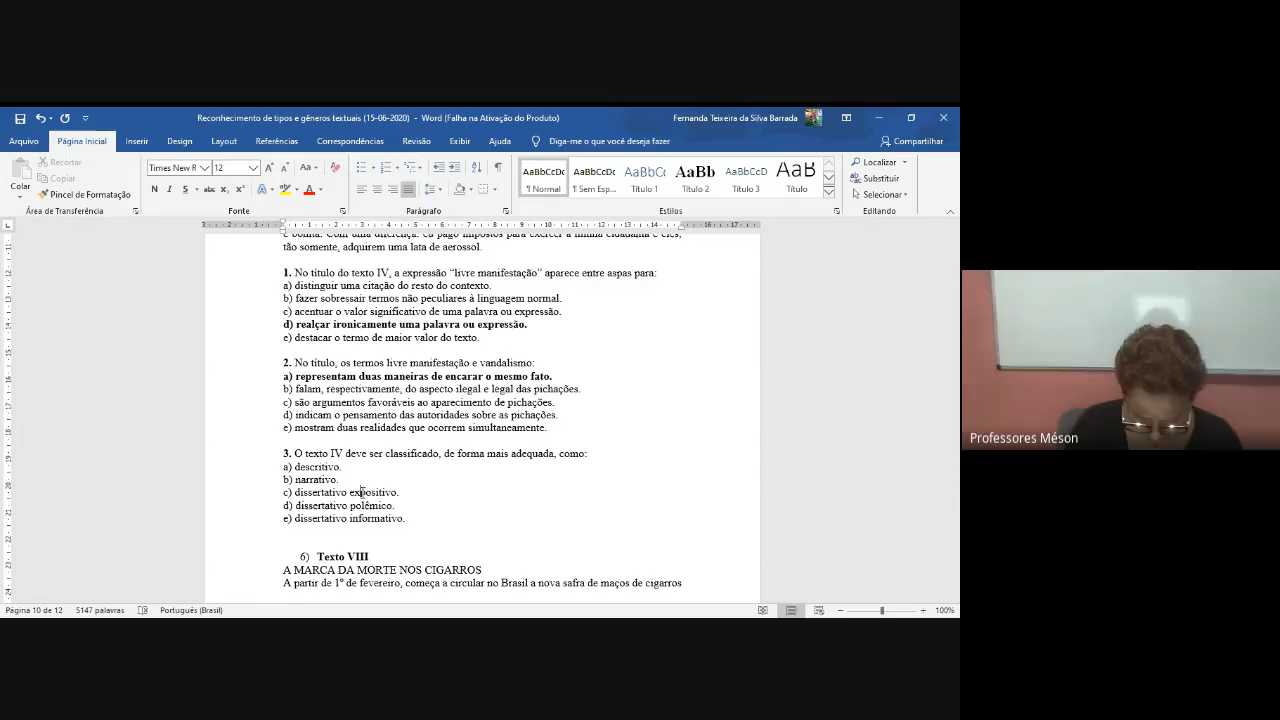 Reconhecimento de tipos e gêneros textuais (15-06-2020) - Word (Falha na Ativação do Produto)
Fernanda Teixeira da Silva Barrada
Arquivo Página Inicial Inserir Design Layout Referências Correspondências Revisão Exibir Ajuda Diga-me o que você deseja fazer Compartilhar
Colar
Recortar
Copiar
Pincel de Formatação
Área de Transferência
Times New R 12
Fonte
Parágrafo
AaBbCcDc AaBbCcDc AaBbC AaBb AaBbCcD AaB
¶ Normal ¶ Sem Esp... Título 1 Título 2 Título 3 Título
Estilos
Localizar
Substituir
Selecionar
Editando
tão somente, adquirem uma lata de aerossol.
1. No título do texto IV, a expressão “livre manifestação” aparece entre aspas para:
a) distinguir uma citação do resto do contexto.
b) fazer sobressair termos não peculiares à linguagem normal.
c) acentuar o valor significativo de uma palavra ou expressão.
d) realçar ironicamente uma palavra ou expressão.
e) destacar o termo de maior valor do texto.
2. No título, os termos livre manifestação e vandalismo:
a) representam duas maneiras de encarar o mesmo fato.
b) falam, respectivamente, do aspecto ilegal e legal das pichações.
c) são argumentos favoráveis ao aparecimento de pichações.
d) indicam o pensamento das autoridades sobre as pichações.
e) mostram duas realidades que ocorrem simultaneamente.
3. O texto IV deve ser classificado, de forma mais adequada, como:
a) descritivo.
b) narrativo.
c) dissertativo expositivo.
d) dissertativo polêmico.
e) dissertativo informativo.
6) Texto VIII
A MARCA DA MORTE NOS CIGARROS
A partir de 1º de fevereiro, começa a circular no Brasil a nova safra de maços de cigarros
Página 10 de 12 5147 palavras Português (Brasil) 100%
Professores Méson